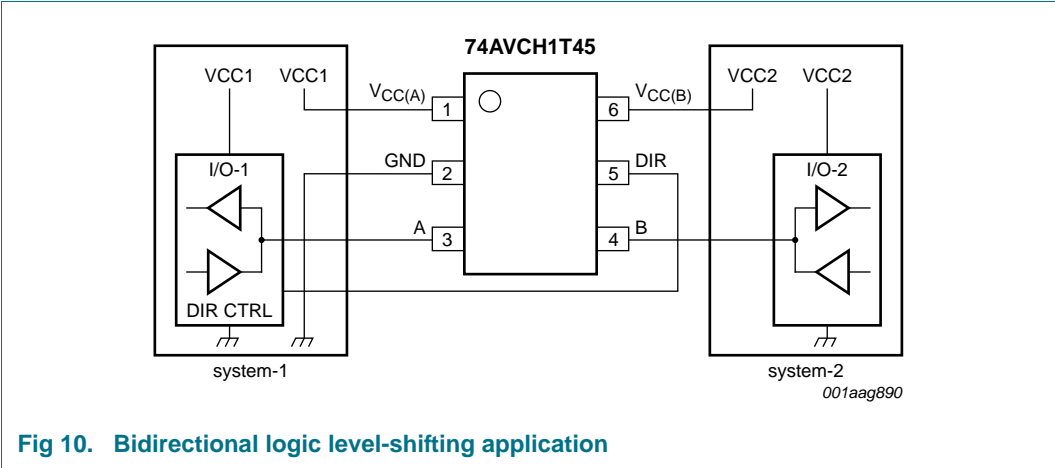 74AVCH1T45
VCC1 VCC1
VCC(A)
1
6
VCC(B)
VCC2 VCC2
I/O-1
GND
2
5
DIR
I/O-2
A
3
4
B
DIR CTRL
system-1
system-2
001aag890
Fig 10. Bidirectional logic level-shifting application